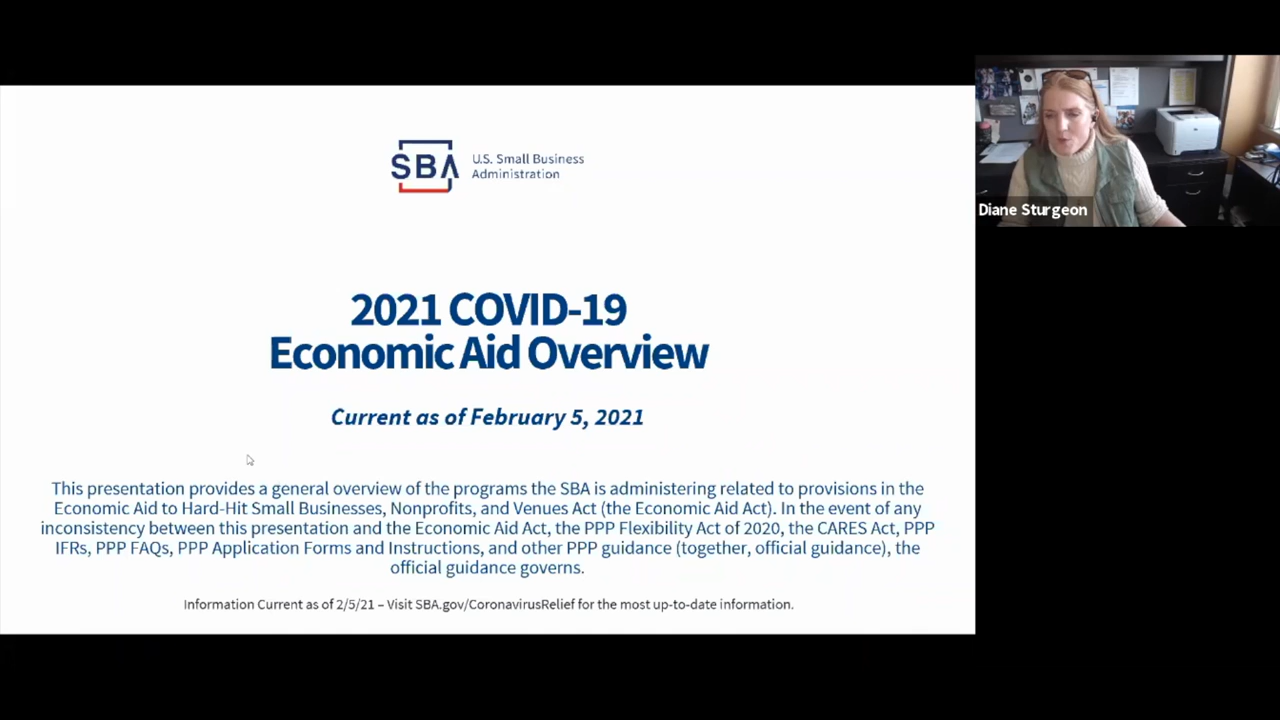 SBA
U.S. Small Business
Administration
2021 COVID-19
Economic Aid Overview
Current as of February 5, 2021
This presentation provides a general overview of the programs the SBA is administering related to provisions in the
Economic Aid to Hard-Hit Small Businesses, Nonprofits, and Venues Act (the Economic Aid Act). In the event of any
inconsistency between this presentation and the Economic Aid Act, the PPP Flexibility Act of 2020, the CARES Act, PPP
IFRs, PPP FAQs, PPP Application Forms and Instructions, and other PPP guidance (together, official guidance), the
official guidance governs.
Information Current as of 2/5/21 – Visit SBA.gov/CoronavirusRelief for the most up-to-date information.
Diane Sturgeon